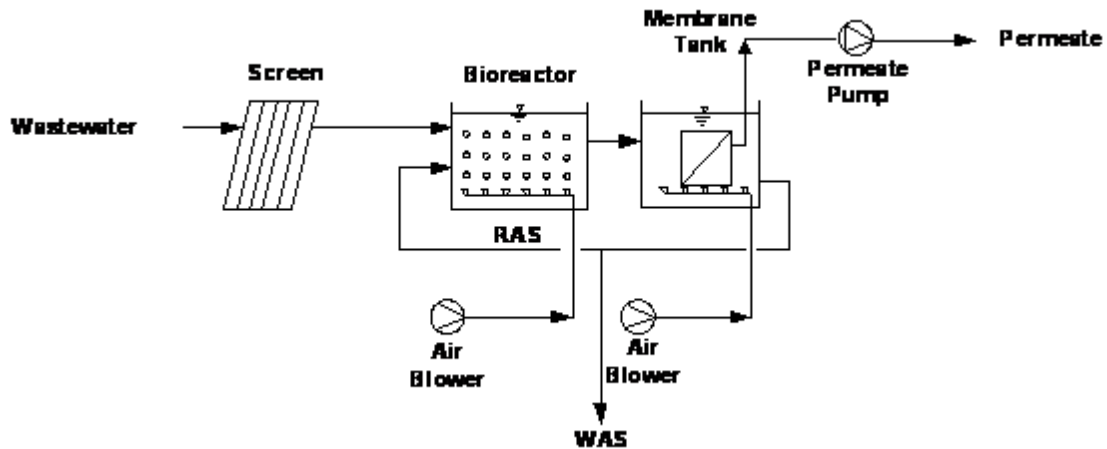 Membrane
Tank
Permeate
Permeate
Pump
Screen
Bioreactor
Wastewater
RAS
Air
Blower
Air
Blower
WAS